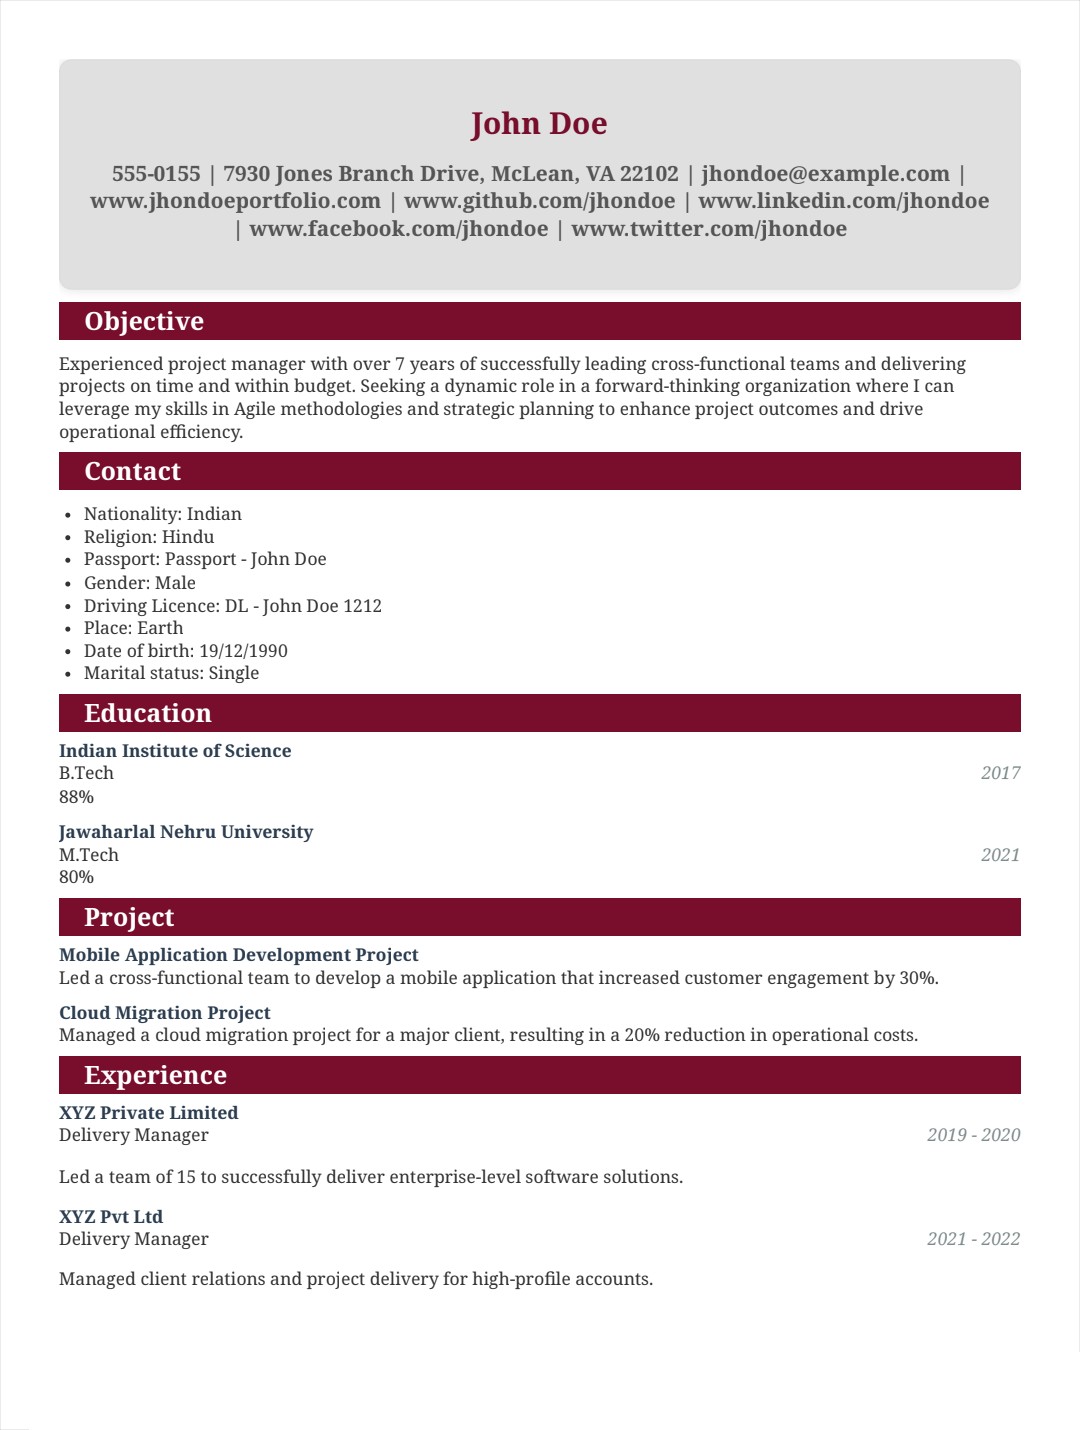 John Doe
555-0155 | 7930 Jones Branch Drive, McLean, VA 22102 | jhondoe@example.com |
www.jhondoeportfolio.com | www.github.com/jhondoe | www.linkedin.com/jhondoe
| www.facebook.com/jhondoe | www.twitter.com/jhondoe
Objective
Experienced project manager with over 7 years of successfully leading cross-functional teams and delivering
projects on time and within budget. Seeking a dynamic role in a forward-thinking organization where I can
leverage my skills in Agile methodologies and strategic planning to enhance project outcomes and drive
operational efficiency.
Contact
• Nationality: Indian
• Religion: Hindu
• Passport: Passport - John Doe
• Gender: Male
• Driving Licence: DL - John Doe 1212
• Place: Earth
• Date of birth: 19/12/1990
• Marital status: Single
Education
Indian Institute of Science
B.Tech 2017
88%
Jawaharlal Nehru University
M.Tech 2021
80%
Project
Mobile Application Development Project
Led a cross-functional team to develop a mobile application that increased customer engagement by 30%.
Cloud Migration Project
Managed a cloud migration project for a major client, resulting in a 20% reduction in operational costs.
Experience
XYZ Private Limited
Delivery Manager 2019 - 2020
Led a team of 15 to successfully deliver enterprise-level software solutions.
XYZ Pvt Ltd
Delivery Manager 2021 - 2022
Managed client relations and project delivery for high-profile accounts.